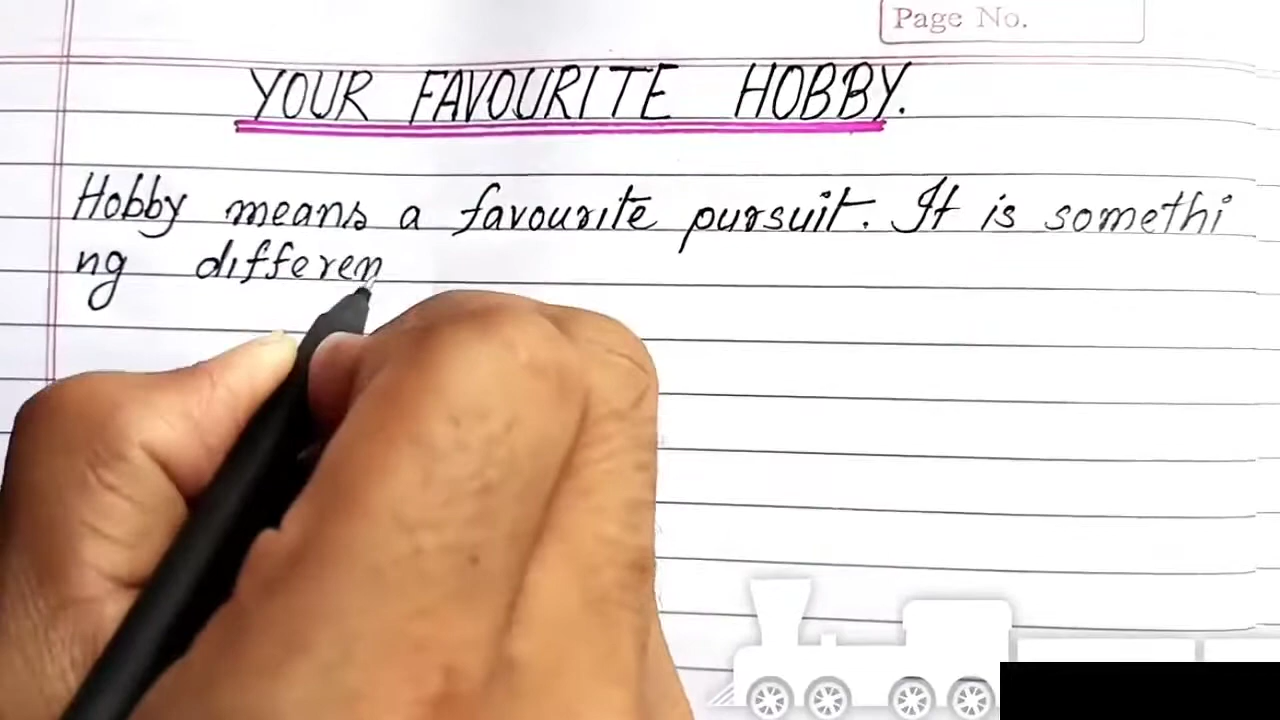 Page No.
YOUR FAVOURITE HOBBY.
Hobby means a favourite pursuit. It is somethi
ng differen